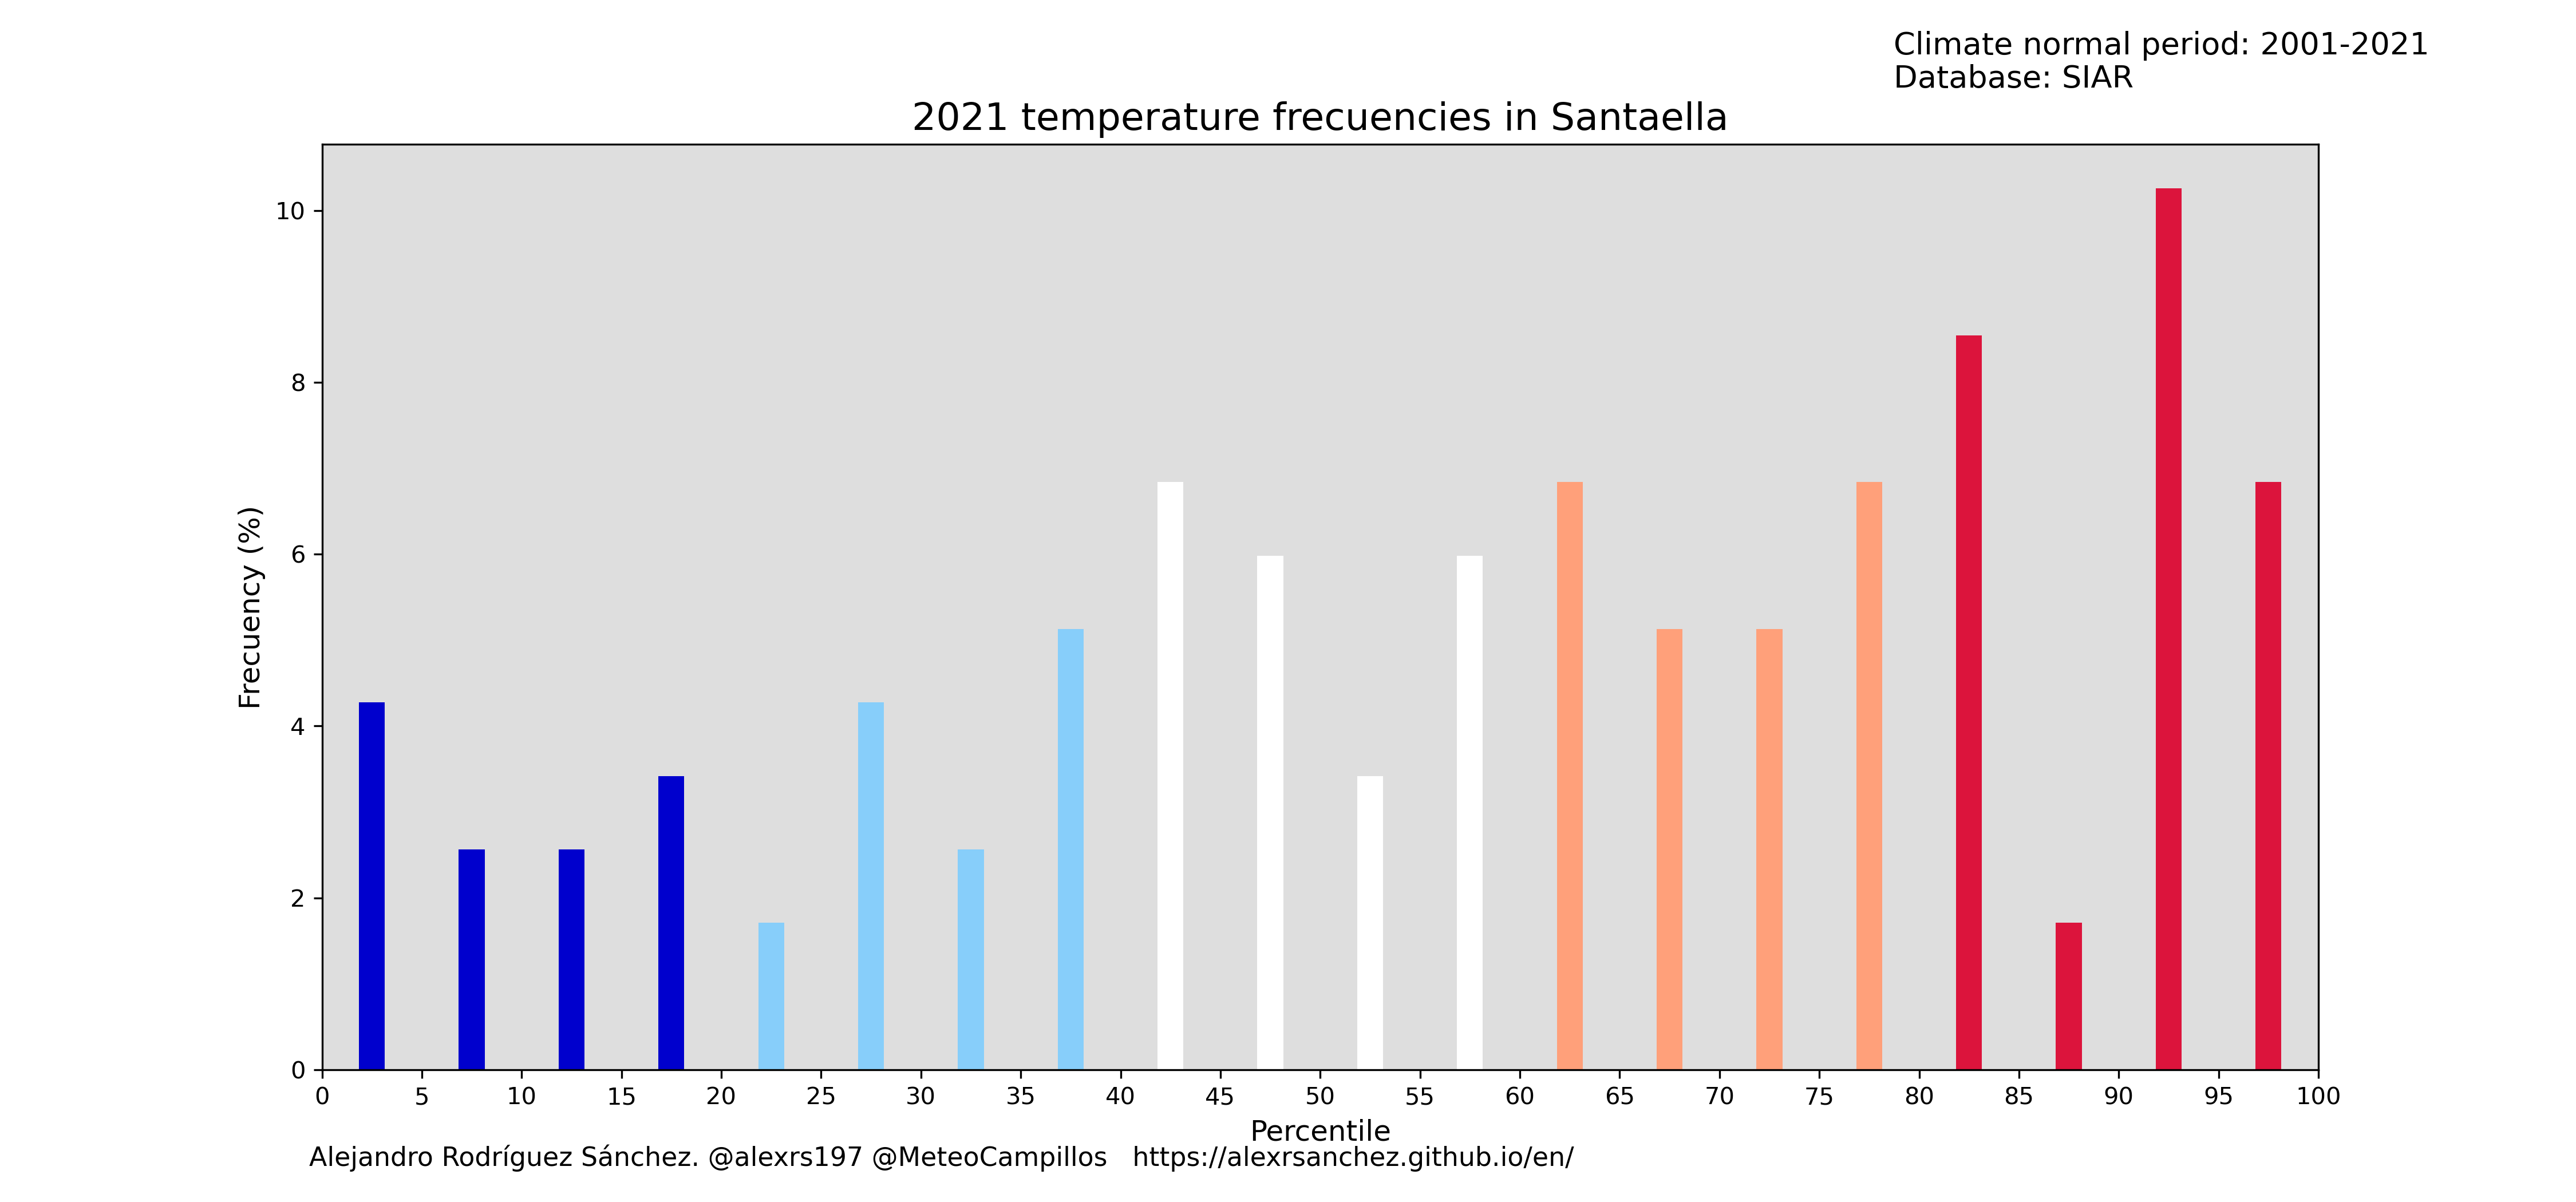 Climate normal period: 2001-2021
Database: SIAR
2021 temperature frecuencies in Santaella
Frecuency (%)
10
8
6
4
2
0
0 5 10 15 20 25 30 35 40 45 50 55 60 65 70 75 80 85 90 95 100
Percentile
Alejandro Rodríguez Sánchez. @alexrs197 @MeteoCampillos https://alexrsanchez.github.io/en/